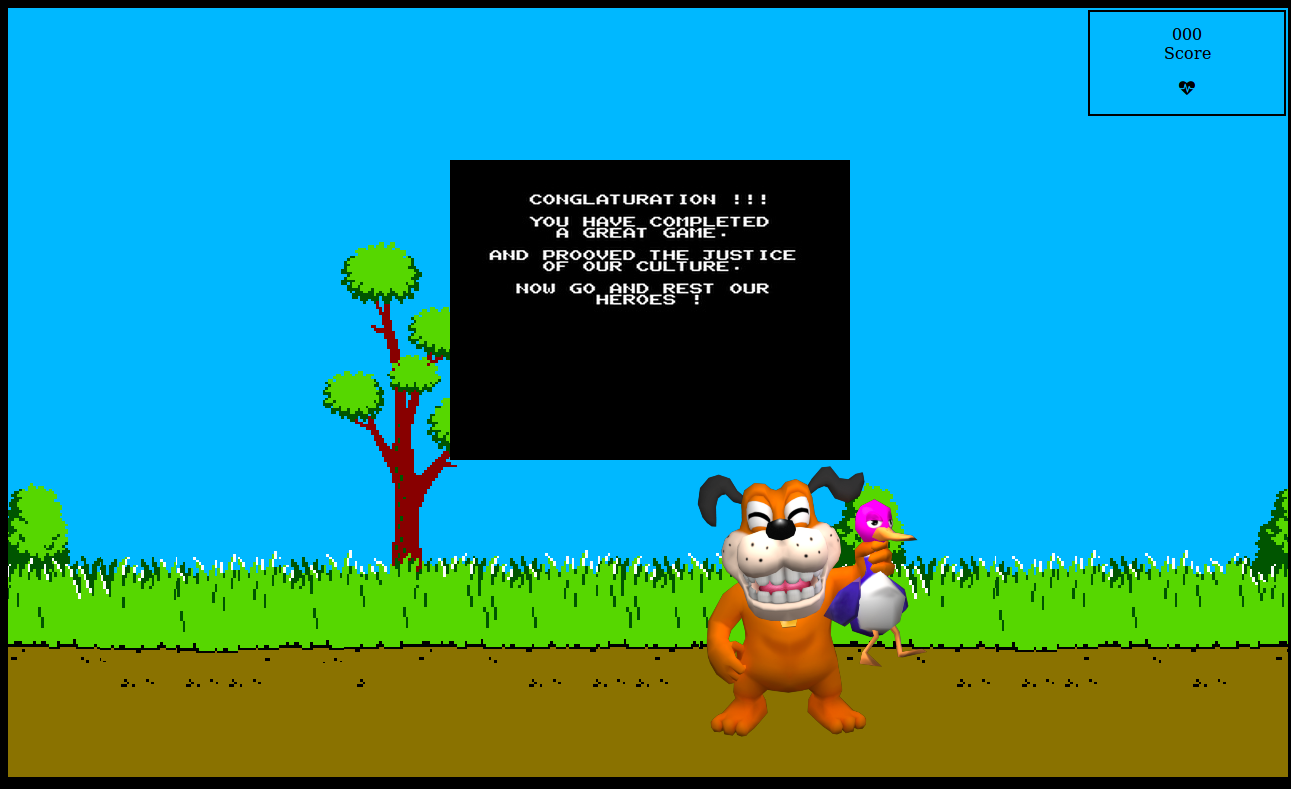 000
Score
CONGLATURATION !!!
YOU HAVE COMPLETED
A GREAT GAME.
AND PROOVED THE JUSTICE
OF OUR CULTURE.
NOW GO AND REST OUR
HEROES !